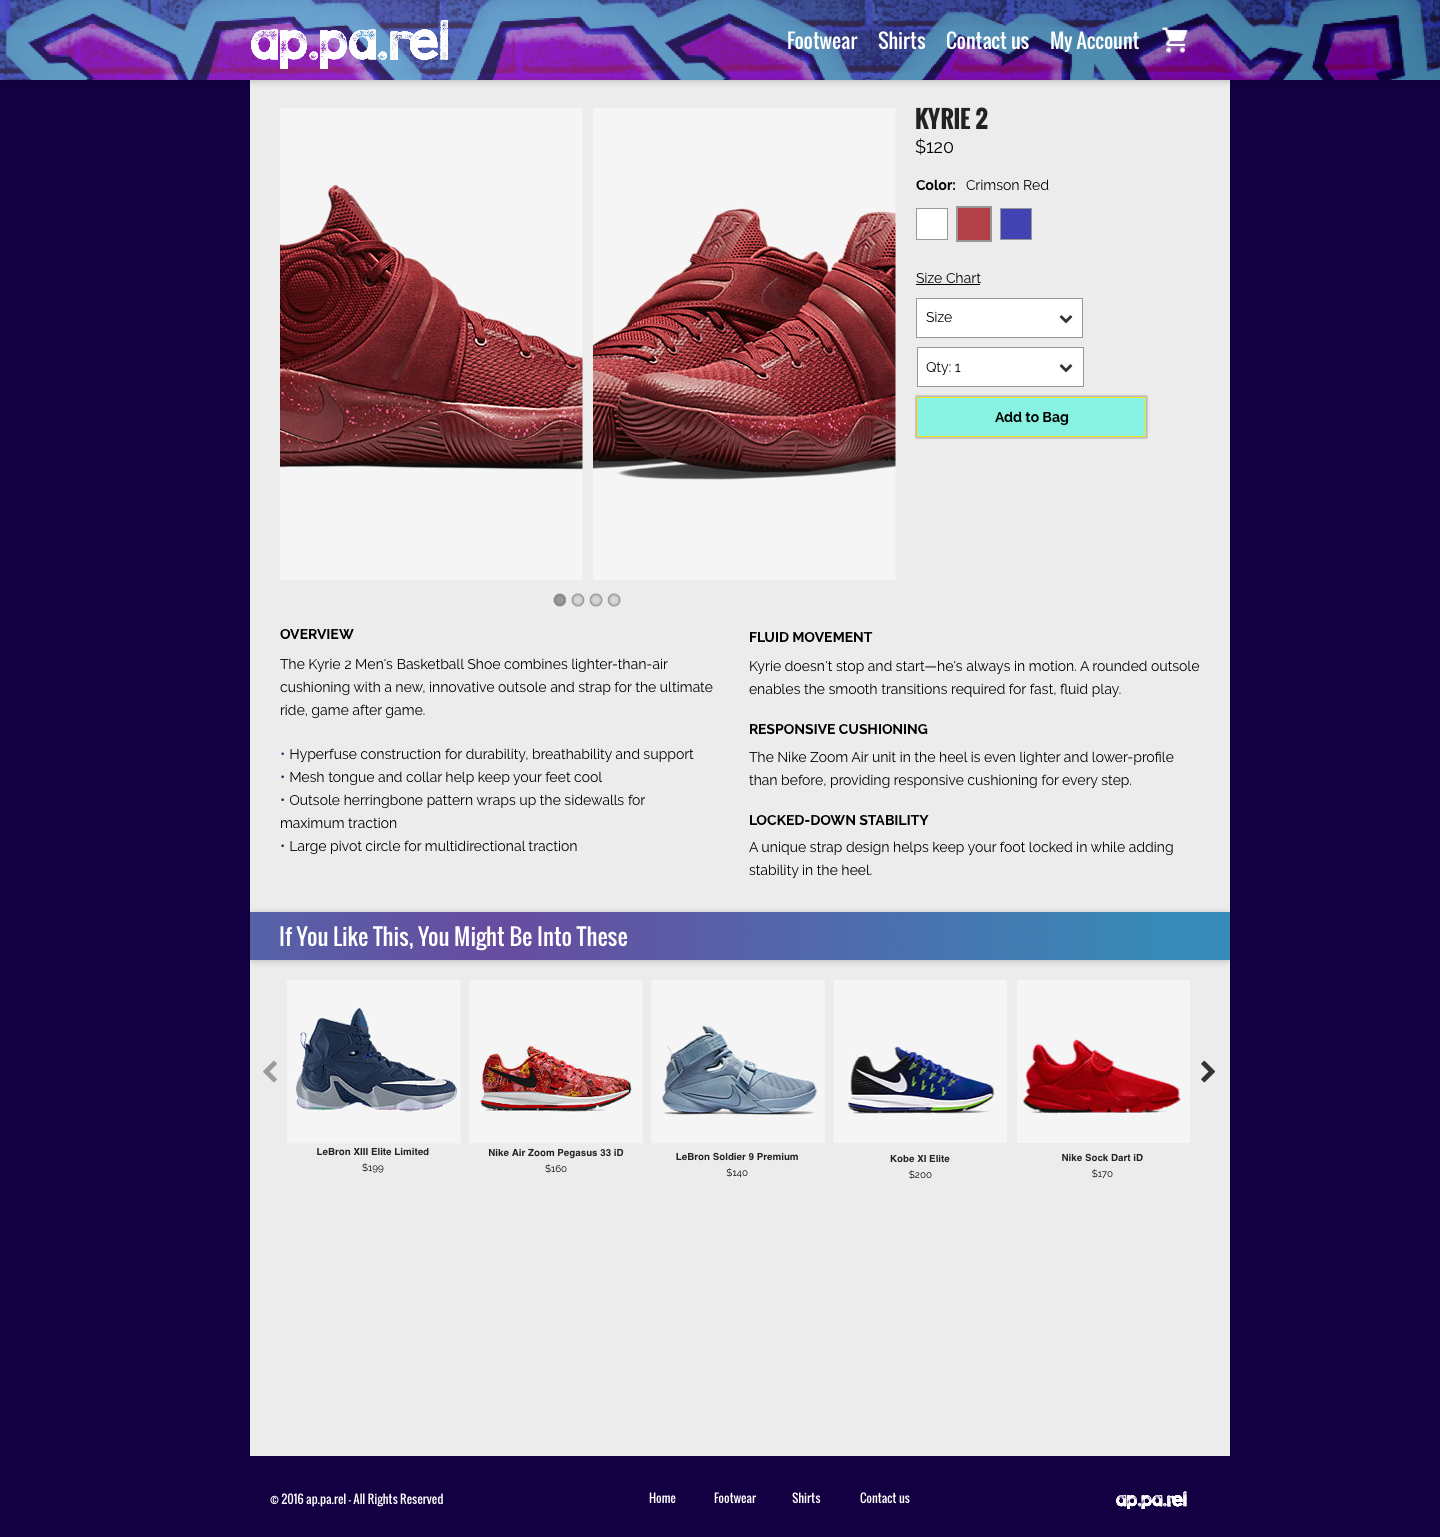 ap.pa.rel
Footwear Shirts Contact us My Account
KYRIE 2
$120
Color: Crimson Red
Size Chart
Size
Qty: 1
Add to Bag
OVERVIEW
The Kyrie 2 Men's Basketball Shoe combines lighter-than-air
cushioning with a new, innovative outsole and strap for the ultimate
ride, game after game.
• Hyperfuse construction for durability, breathability and support
• Mesh tongue and collar help keep your feet cool
• Outsole herringbone pattern wraps up the sidewalls for
maximum traction
• Large pivot circle for multidirectional traction
FLUID MOVEMENT
Kyrie doesn't stop and start—he's always in motion. A rounded outsole
enables the smooth transitions required for fast, fluid play.
RESPONSIVE CUSHIONING
The Nike Zoom Air unit in the heel is even lighter and lower-profile
than before, providing responsive cushioning for every step.
LOCKED-DOWN STABILITY
A unique strap design helps keep your foot locked in while adding
stability in the heel.
If You Like This, You Might Be Into These
LeBron XIII Elite Limited
$199
Nike Air Zoom Pegasus 33 iD
$160
LeBron Soldier 9 Premium
$140
Kobe XI Elite
$200
Nike Sock Dart iD
$170
© 2016 ap.pa.rel - All Rights Reserved
Home Footwear Shirts Contact us
ap.pa.rel